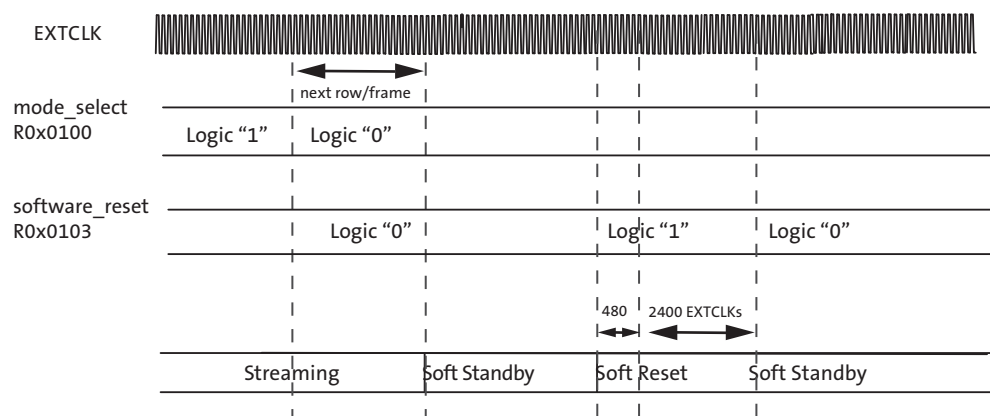 EXTCLK
next row/frame
mode_select
R0x0100
Logic “1” Logic “0”
software_reset
R0x0103
Logic “0” Logic “1” Logic “0”
480 2400 EXTCLKs
Streaming Soft Standby Soft Reset Soft Standby